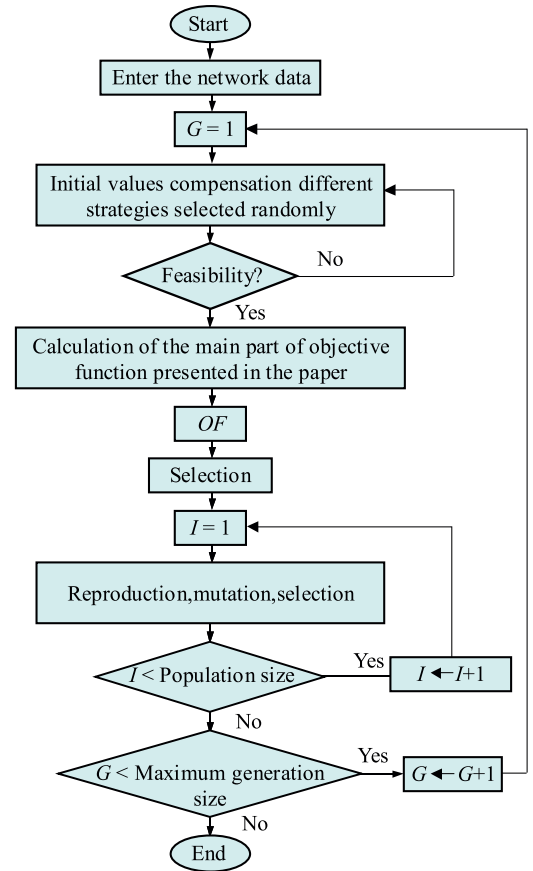 Start
Enter the network data
G = 1
Initial values compensation different
strategies selected randomly
Feasibility?
No
Yes
Calculation of the main part of objective
function presented in the paper
OF
Selection
I = 1
Reproduction,mutation,selection
I < Population size
Yes
I ← I+1
No
G < Maximum generation
size
Yes
G ← G+1
No
End